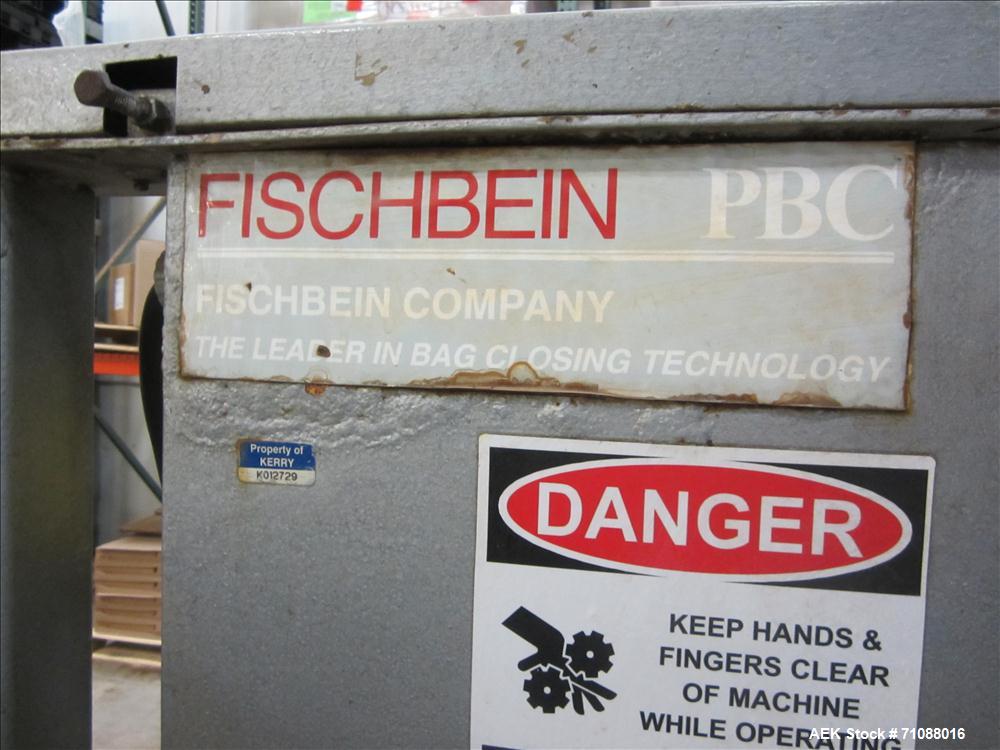 FISCHBEIN PBC
FISCHBEIN COMPANY
THE LEADER IN BAG CLOSING TECHNOLOGY
Property of
KERRY
K012729
DANGER
KEEP HANDS &
FINGERS CLEAR
OF MACHINE
WHILE OPERATING
AEK Stock #71088016